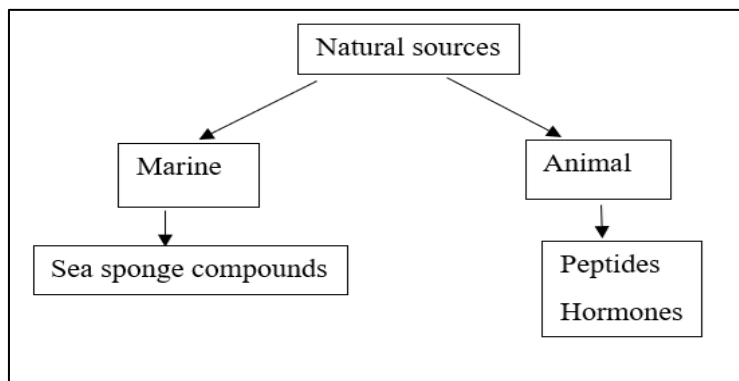 Natural sources
Marine
Animal
Sea sponge compounds
Peptides
Hormones